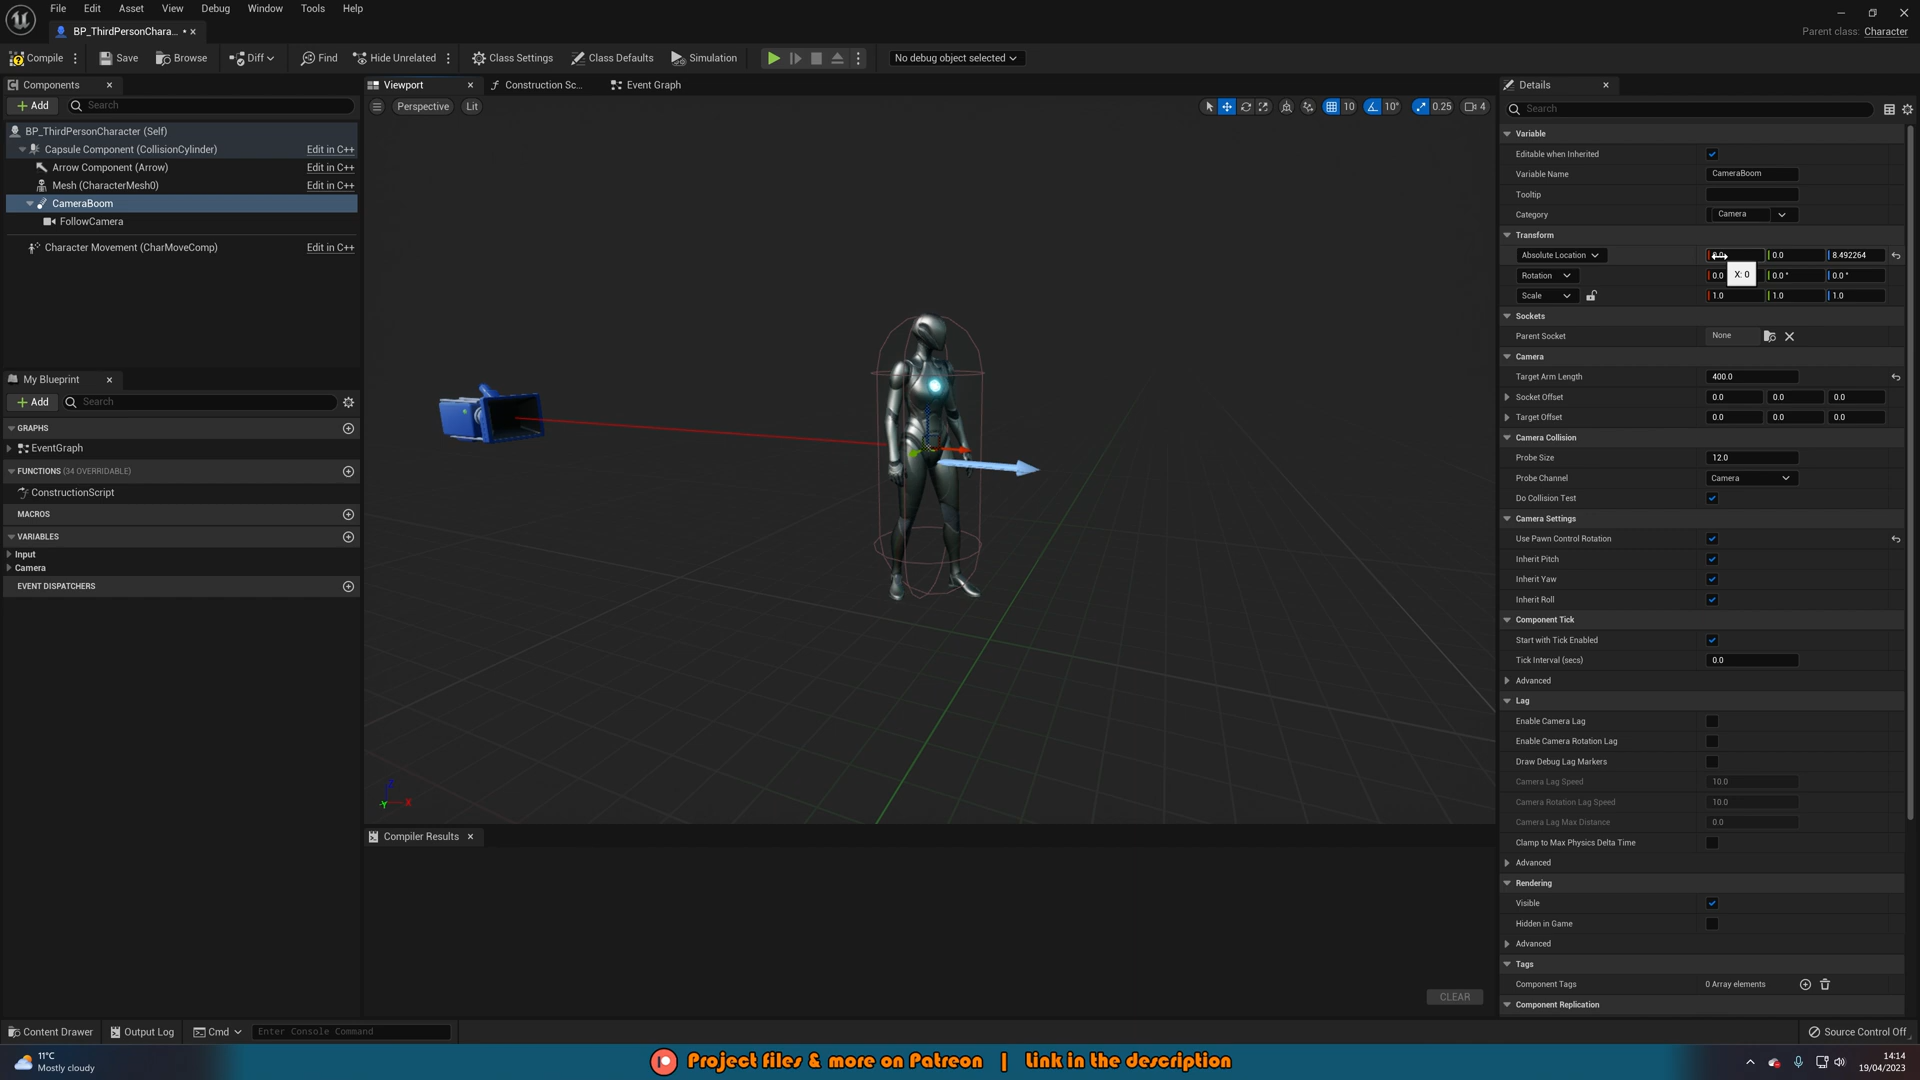 File Edit Asset View Debug Window Tools Help
BP_ThirdPersonChara... •
Parent class: Character
Compile Save Browse Diff Find Hide Unrelated Class Settings Class Defaults Simulation No debug object selected
Components
Add Search
BP_ThirdPersonCharacter (Self)
Capsule Component (CollisionCylinder) Edit in C++
Arrow Component (Arrow) Edit in C++
Mesh (CharacterMesh0) Edit in C++
CameraBoom
FollowCamera
Character Movement (CharMoveComp) Edit in C++
My Blueprint
Add Search
GRAPHS
EventGraph
FUNCTIONS (34 OVERRIDABLE)
ConstructionScript
MACROS
VARIABLES
Input
Camera
EVENT DISPATCHERS
Viewport Construction Sc... Event Graph
Perspective Lit 10 10° 0.25 4
Z
Y X
Compiler Results
CLEAR
Details
Search
Variable
Editable when Inherited
Variable Name CameraBoom
Tooltip
Category Camera
Transform
Absolute Location 0.0 8.492264
X: 0
Rotation 0.0 0.0 ° 0.0 °
Scale 1.0 1.0 1.0
Sockets
Parent Socket None
Camera
Target Arm Length 400.0
Socket Offset 0.0 0.0 0.0
Target Offset 0.0 0.0 0.0
Camera Collision
Probe Size 12.0
Probe Channel Camera
Do Collision Test
Camera Settings
Use Pawn Control Rotation
Inherit Pitch
Inherit Yaw
Inherit Roll
Component Tick
Start with Tick Enabled
Tick Interval (secs) 0.0
Advanced
Lag
Enable Camera Lag
Enable Camera Rotation Lag
Draw Debug Lag Markers
Camera Lag Speed 10.0
Camera Rotation Lag Speed 10.0
Camera Lag Max Distance 0.0
Clamp to Max Physics Delta Time
Advanced
Rendering
Visible
Hidden in Game
Advanced
Tags
Component Tags 0 Array elements
Component Replication
Content Drawer Output Log Cmd Enter Console Command Source Control Off
11°C
Mostly cloudy
Project files & more on Patreon | Link in the description
14:14
19/04/2023